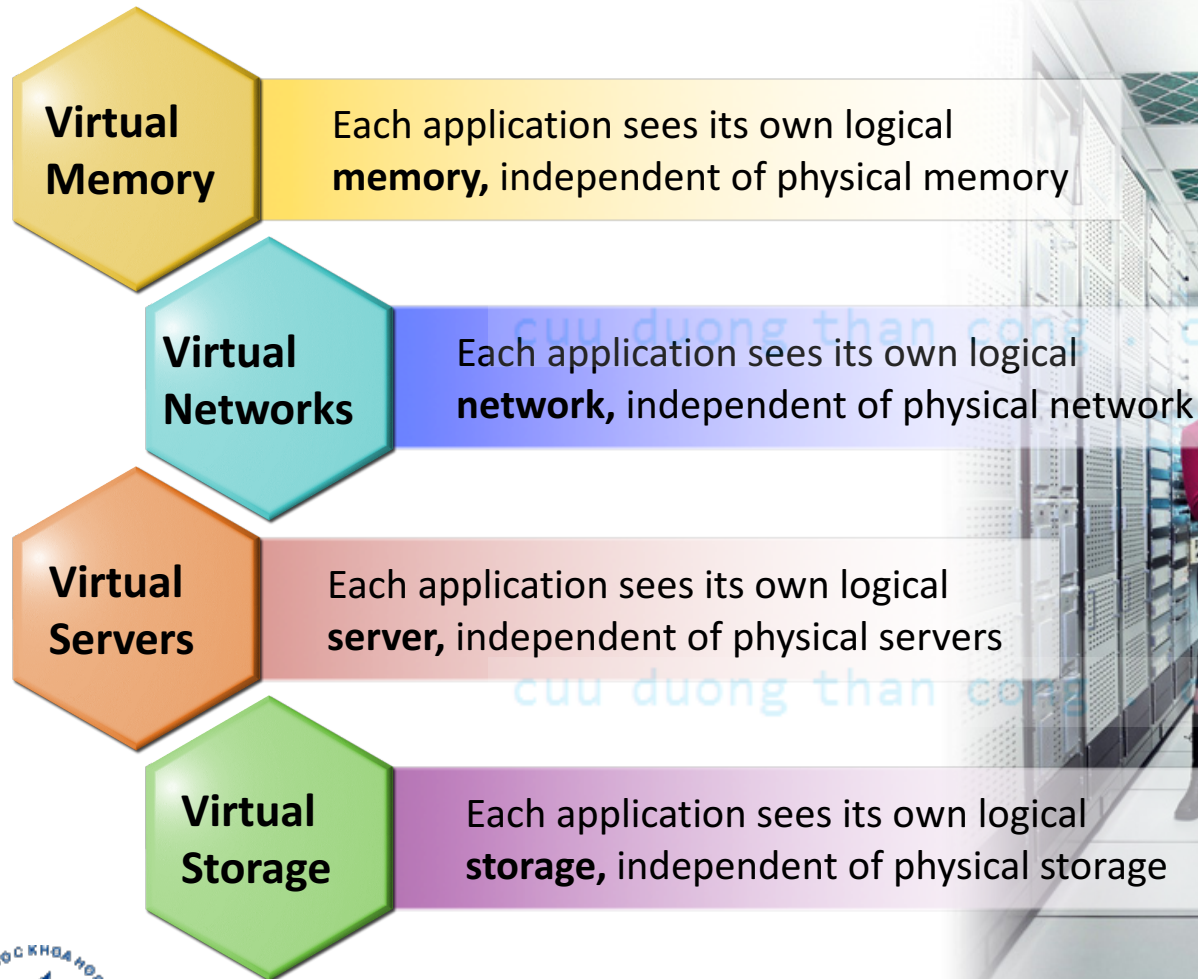 Virtual
Memory
Each application sees its own logical
memory, independent of physical memory
Virtual
Networks
cuu duong than cong .
Each application sees its own logical
network, independent of physical network
Virtual
Servers
Each application sees its own logical
server, independent of physical servers
cuu duong than cong .
Virtual
Storage
Each application sees its own logical
storage, independent of physical storage
KHOA